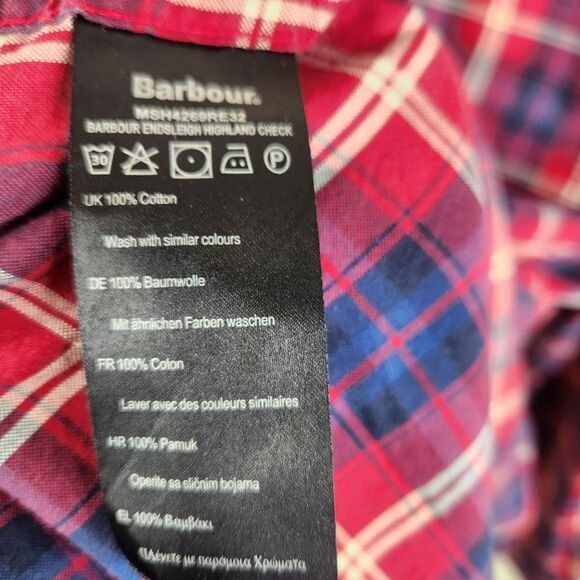 Barbour
MSH4269RE32
BARBOUR ENDSLEIGH HIGHLAND CHECK
30 P
UK 100% Cotton
Wash with similar colours
DE 100% Baumwolle
Mit ähnlichen Farben waschen
FR 100% Coton
Laver avec des couleurs similaires
HR 100% Pamuk
Operite sa sličnim bojama
EL 100% Βαμβάκι
Πλένετε με παρόμοια Χρώματα